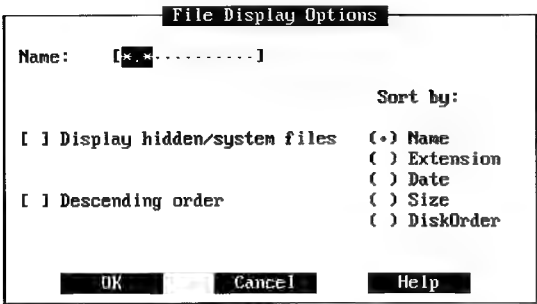 File Display Options
Name: [*.*··········]
Sort by:
[ ] Display hidden/system files (•) Name
( ) Extension
( ) Date
[ ] Descending order ( ) Size
( ) DiskOrder
OK Cancel Help